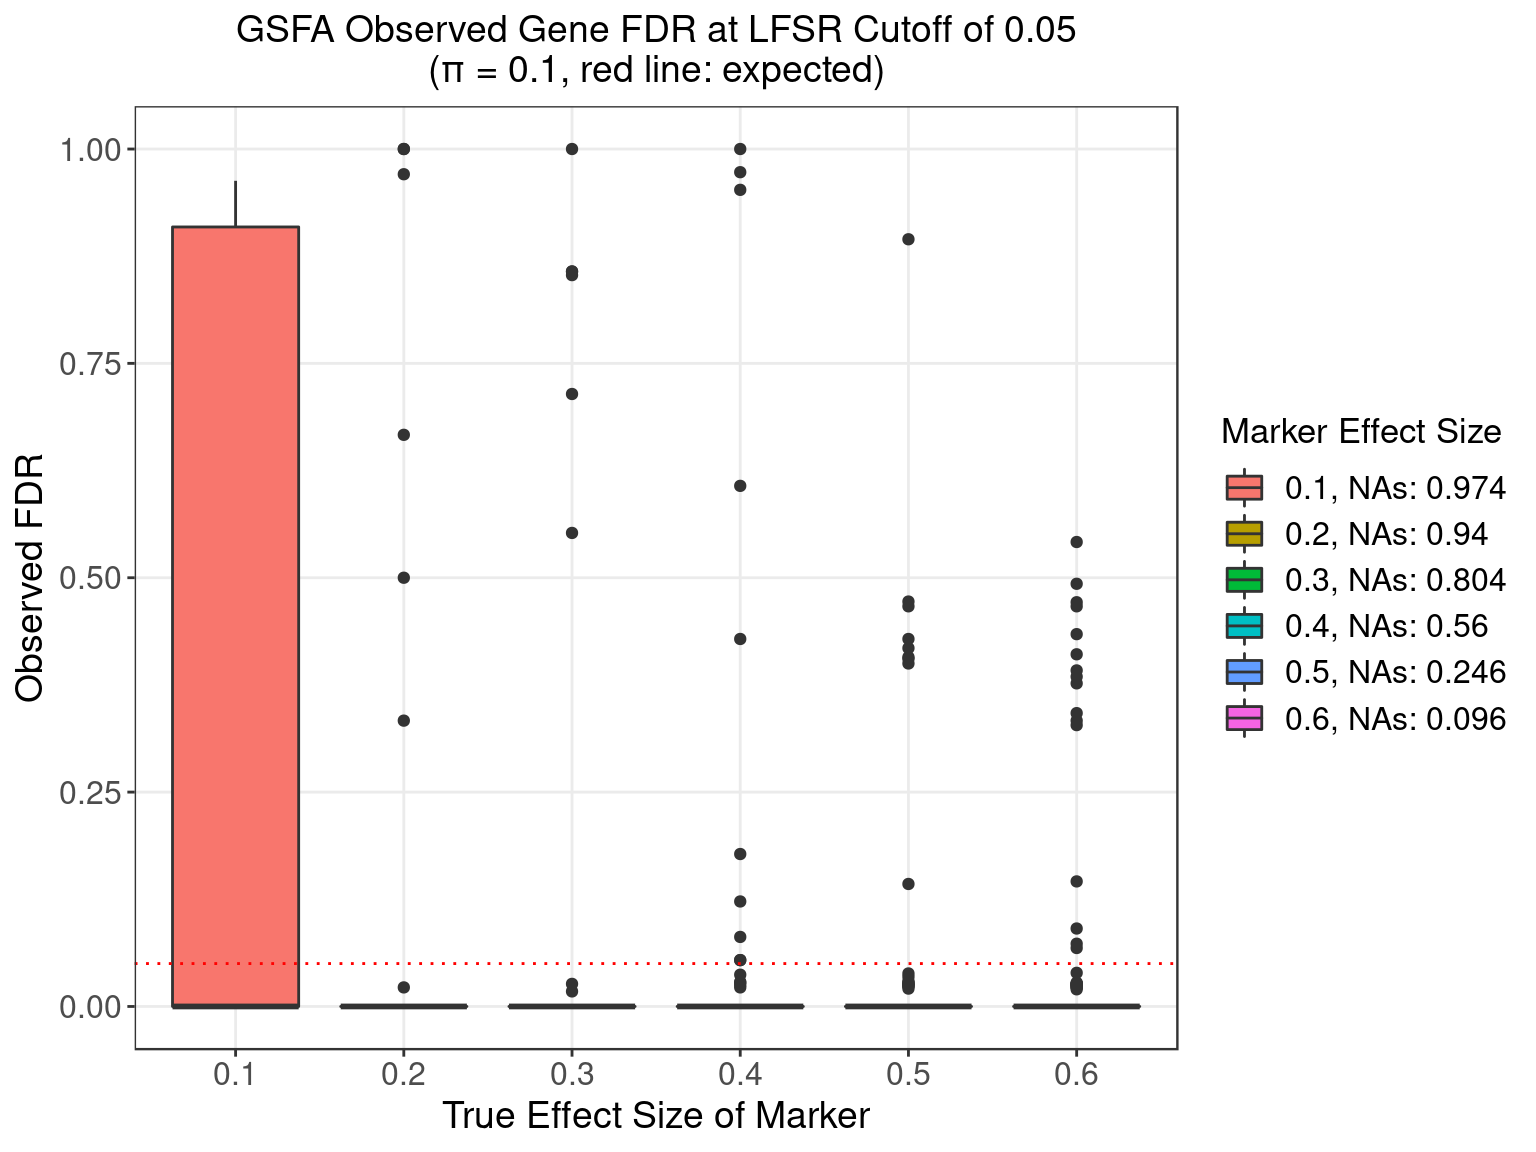 GSFA Observed Gene FDR at LFSR Cutoff of 0.05
(π = 0.1, red line: expected)
Observed FDR
1.00
0.75
0.50
0.25
0.00
0.1
0.2
0.3
0.4
0.5
0.6
True Effect Size of Marker
Marker Effect Size
0.1, NAs: 0.974
0.2, NAs: 0.94
0.3, NAs: 0.804
0.4, NAs: 0.56
0.5, NAs: 0.246
0.6, NAs: 0.096